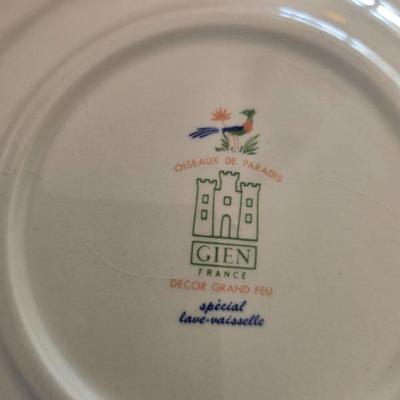 OISEAUX DE PARADIS
GIEN
FRANCE
DECOR GRAND FEU
spécial
lave-vaisselle